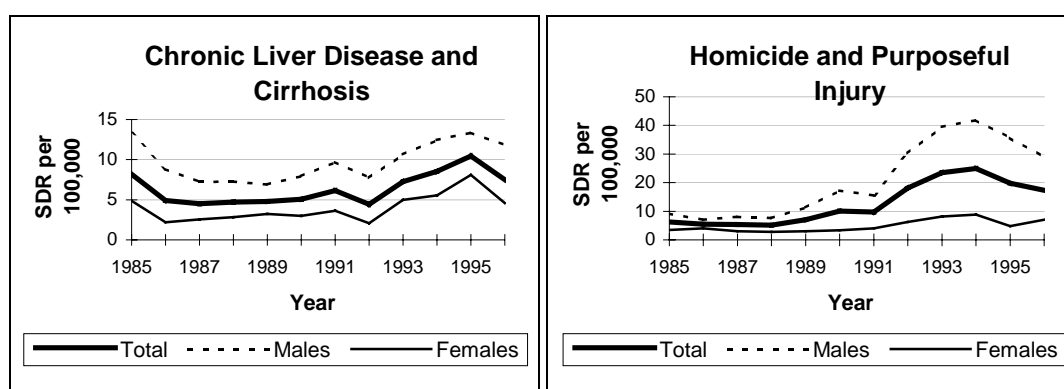 Chronic Liver Disease and
Cirrhosis
15
10
5
0
SDR per
100,000
1985 1987 1989 1991 1993 1995
Year
Total Males Females
Homicide and Purposeful
Injury
50
40
30
20
10
0
SDR per
100,000
1985 1987 1989 1991 1993 1995
Year
Total Males Females